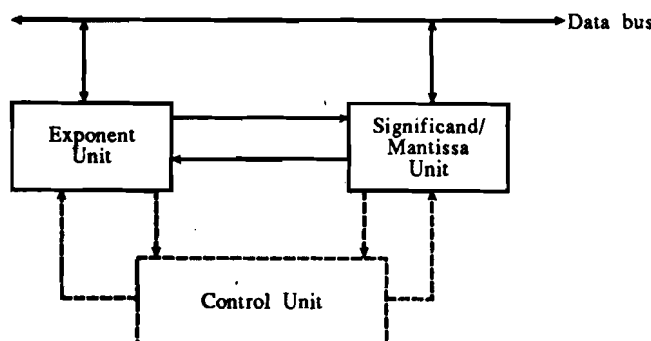 Data bus
Exponent
Unit
Significand/
Mantissa
Unit
Control Unit